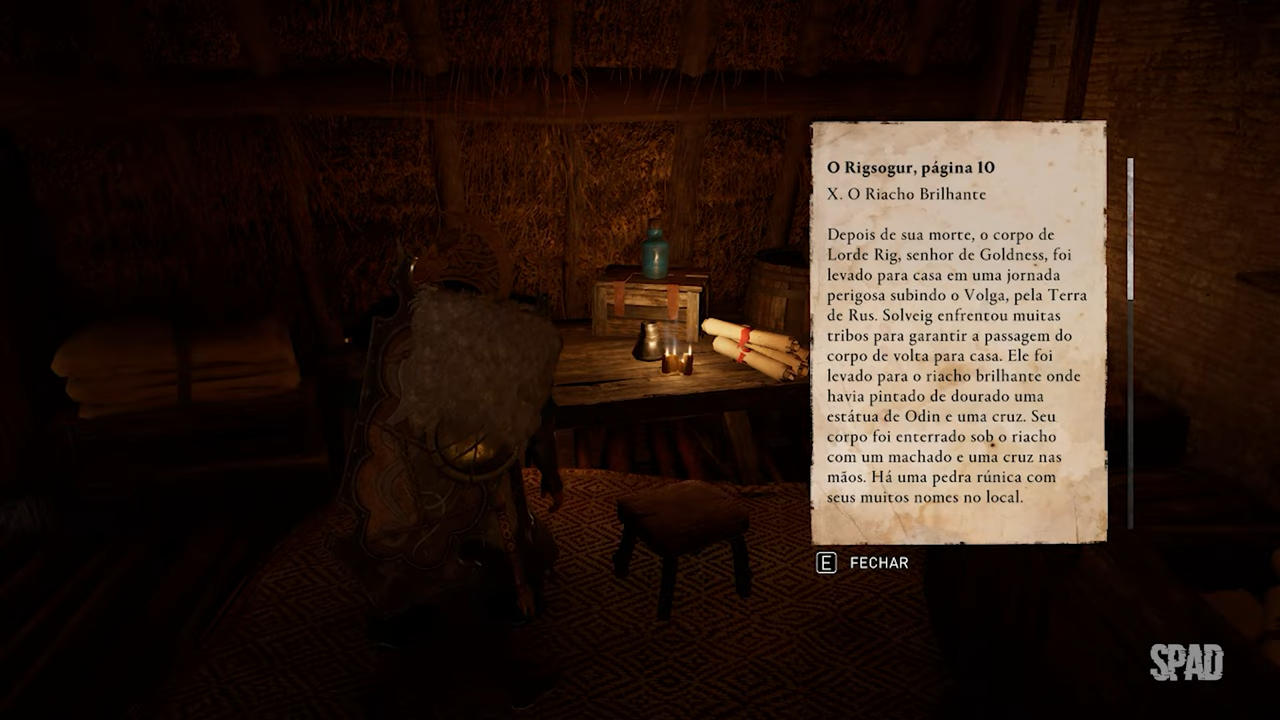 O Rigsogur, página 10
X. O Riacho Brilhante
Depois de sua morte, o corpo de
Lorde Rig, senhor de Goldness, foi
levado para casa em uma jornada
perigosa subindo o Volga, pela Terra
de Rus. Solveig enfrentou muitas
tribos para garantir a passagem do
corpo de volta para casa. Ele foi
levado para o riacho brilhante onde
havia pintado de dourado uma
estátua de Odin e uma cruz. Seu
corpo foi enterrado sob o riacho
com um machado e uma cruz nas
mãos. Há uma pedra rúnica com
seus muitos nomes no local.
E FECHAR
SPAD